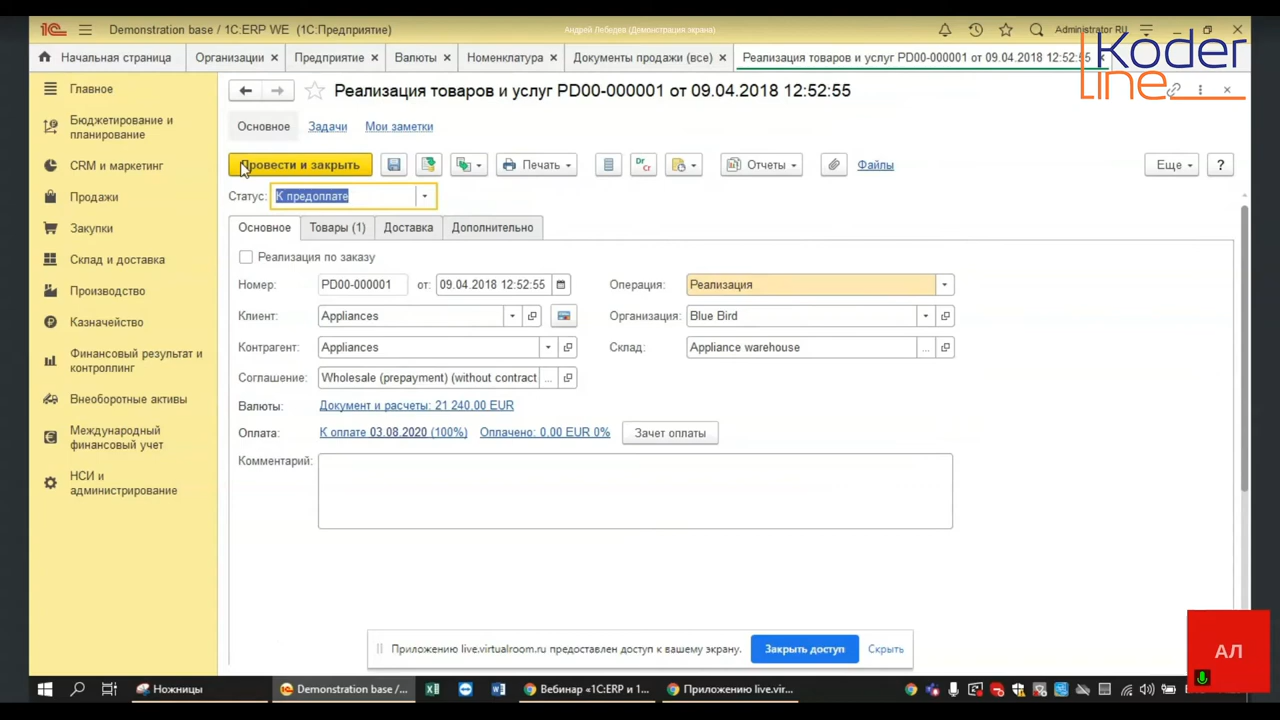 Demonstration base / 1C:ERP WE (1С:Предприятие)
Андрей Лебедев (Демонстрация экрана)
Administrator RU
Начальная страница
Организации
Предприятие
Валюты
Номенклатура
Документы продажи (все)
Реализация товаров и услуг PD00-000001 от 09.04.2018 12:52:55
Koder
line
Главное
Бюджетирование и
планирование
CRM и маркетинг
Продажи
Закупки
Склад и доставка
Производство
Казначейство
Финансовый результат и
контроллинг
Внеоборотные активы
Международный
финансовый учет
НСИ и
администрирование
Реализация товаров и услуг PD00-000001 от 09.04.2018 12:52:55
Основное Задачи Мои заметки
Провести и закрыть Печать Dr Cr Отчеты Файлы Еще ?
Статус: К предоплате
Основное Товары (1) Доставка Дополнительно
Реализация по заказу
Номер: PD00-000001 от: 09.04.2018 12:52:55 Операция: Реализация
Клиент: Appliances Организация: Blue Bird
Контрагент: Appliances Склад: Appliance warehouse
Соглашение: Wholesale (prepayment) (without contract
Валюты: Документ и расчеты: 21 240.00 EUR
Оплата: К оплате 03.08.2020 (100%) Оплачено: 0.00 EUR 0% Зачет оплаты
Комментарий:
Приложению live.virtualroom.ru предоставлен доступ к вашему экрану. Закрыть доступ Скрыть
АЛ
Ножницы
Demonstration base /...
Вебинар «1С:ERP и 1...
Приложению live.vir...